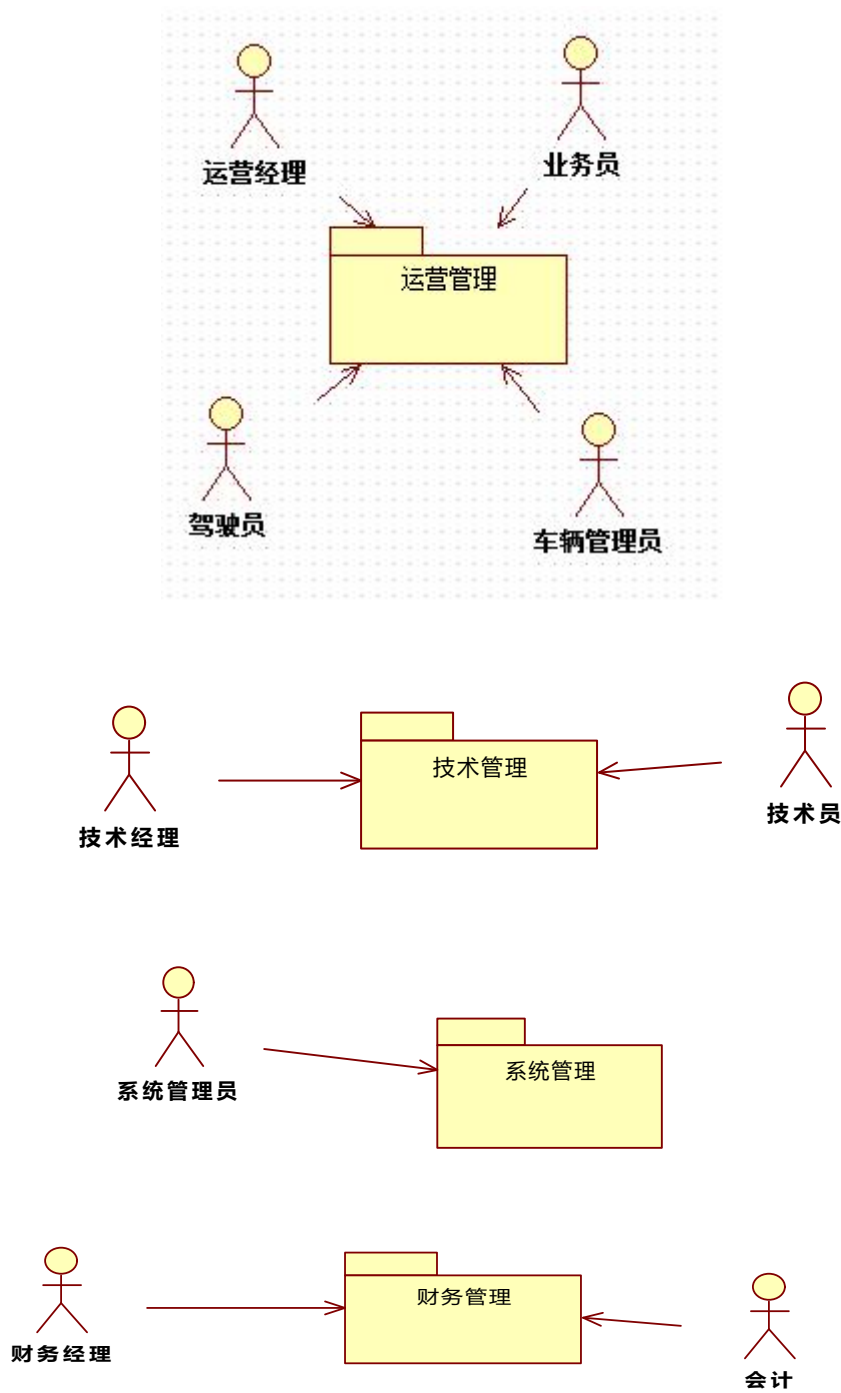 运营经理
业务员
运营管理
驾驶员
车辆管理员
技术经理
技术管理
技术员
系统管理员
系统管理
财务经理
财务管理
会计